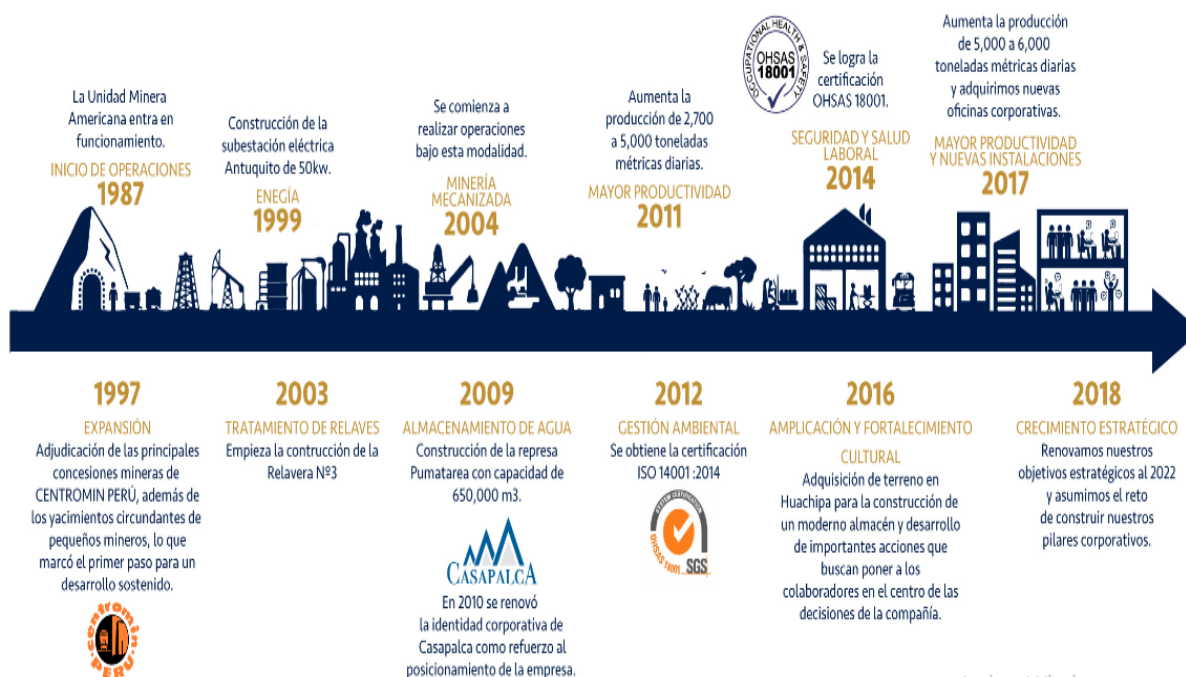 La Unidad Minera
Americana entra en
funcionamiento.
INICIO DE OPERACIONES
1987
Construcción de la
subestación eléctrica
Antuquito de 50kw.
ENEGÍA
1999
Se comienza a
realizar operaciones
bajo esta modalidad.
MINERÍA
MECANIZADA
2004
Aumenta la
producción de 2,700
a 5,000 toneladas
métricas diarias.
MAYOR PRODUCTIVIDAD
2011
OCCUPATIONAL HEALTH & SAFETY
OHSAS
18001
Se logra la
certificación
OHSAS 18001.
SEGURIDAD Y SALUD
LABORAL
2014
Aumenta la producción
de 5,000 a 6,000
toneladas métricas diarias
y adquirimos nuevas
oficinas corporativas.
MAYOR PRODUCTIVIDAD
Y NUEVAS INSTALACIONES
2017
1997
EXPANSIÓN
Adjudicación de las principales
concesiones mineras de
CENTROMIN PERÚ, además de
los yacimientos circundantes de
pequeños mineros, lo que
marcó el primer paso para un
desarrollo sostenido.
centromin
PERU
2003
TRATAMIENTO DE RELAVES
Empieza la contrucción de la
Relavera Nº3
2009
ALMACENAMIENTO DE AGUA
Construcción de la represa
Pumatarea con capacidad de
650,000 m3.
CASAPALCA
En 2010 se renovó
la identidad corporativa de
Casapalca como refuerzo al
posicionamiento de la empresa.
2012
GESTIÓN AMBIENTAL
Se obtiene la certificación
ISO 14001 :2014
SYSTEM CERTIFICATION
OHSAS 18001
SGS
2016
AMPLICACIÓN Y FORTALECIMIENTO
CULTURAL
Adquisición de terreno en
Huachipa para la construcción de
un moderno almacén y desarrollo
de importantes acciones que
buscan poner a los
colaboradores en el centro de las
decisiones de la compañía.
2018
CRECIMIENTO ESTRATÉGICO
Renovamos nuestros
objetivos estratégicos al 2022
y asumimos el reto
de construir nuestros
pilares corporativos.